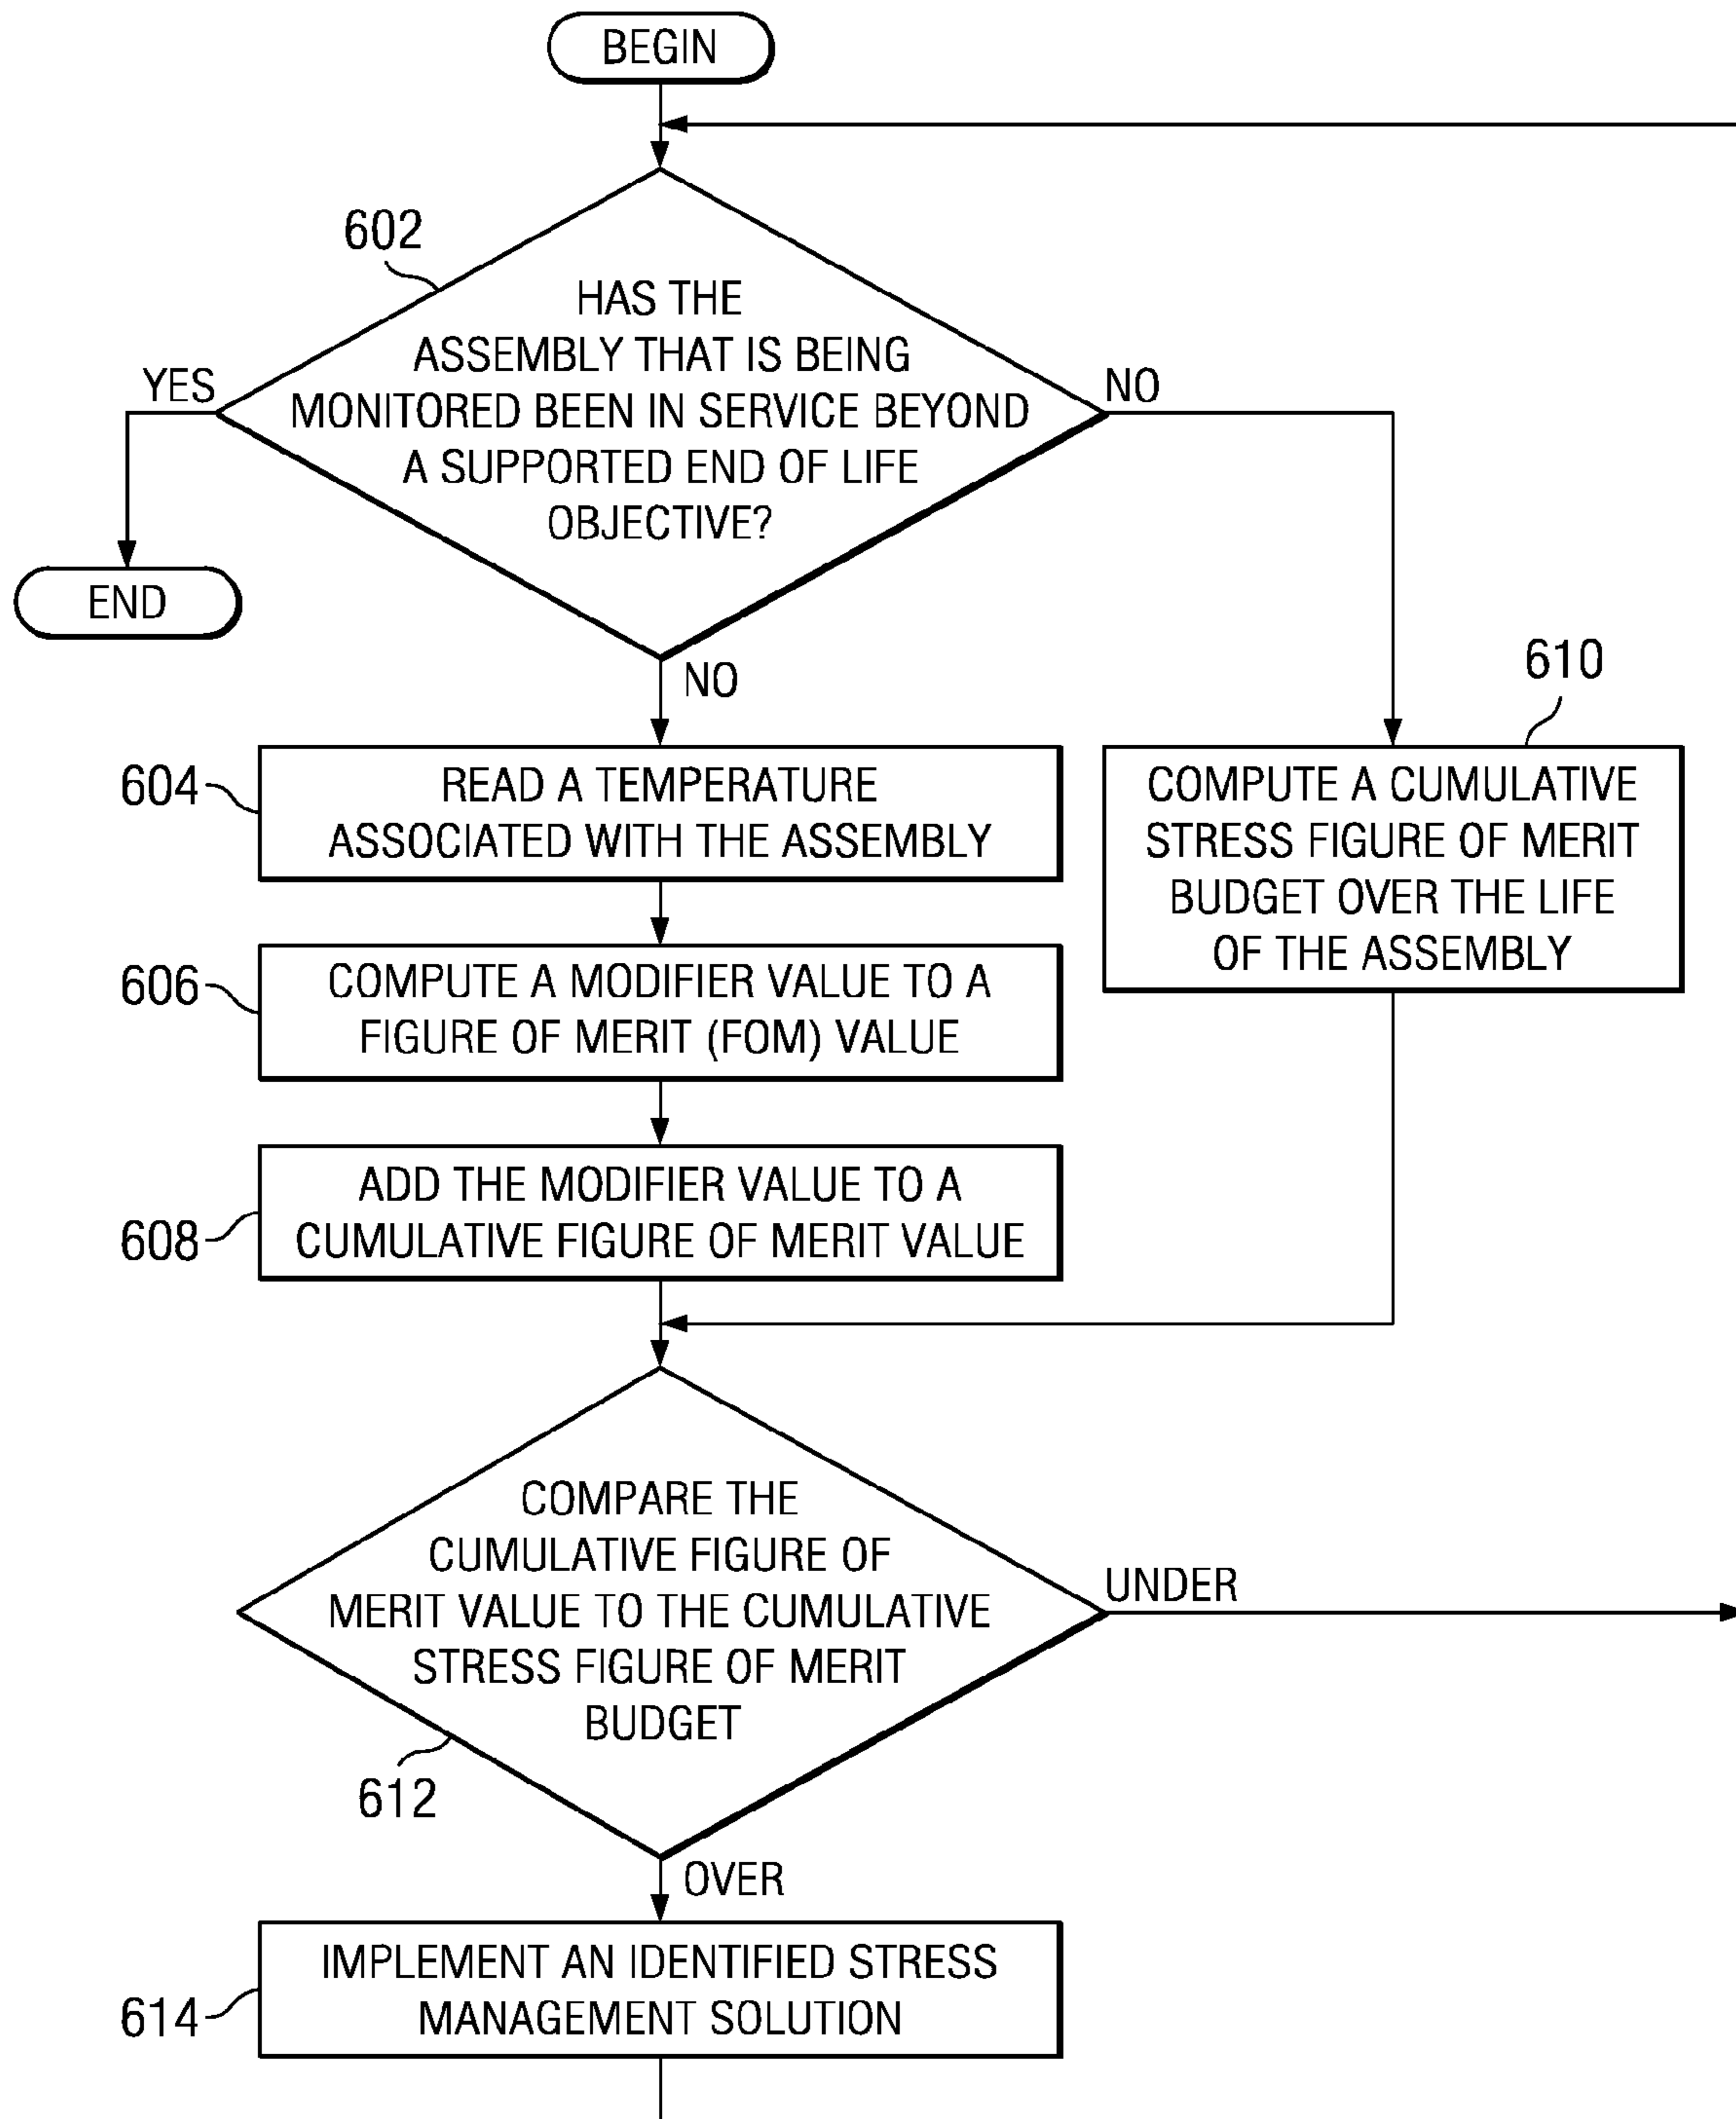 BEGIN
602
HAS THE
ASSEMBLY THAT IS BEING
MONITORED BEEN IN SERVICE BEYOND
A SUPPORTED END OF LIFE
OBJECTIVE?
YES
NO
END
NO
610
604
READ A TEMPERATURE
ASSOCIATED WITH THE ASSEMBLY
COMPUTE A CUMULATIVE
STRESS FIGURE OF MERIT
BUDGET OVER THE LIFE
OF THE ASSEMBLY
606
COMPUTE A MODIFIER VALUE TO A
FIGURE OF MERIT (FOM) VALUE
608
ADD THE MODIFIER VALUE TO A
CUMULATIVE FIGURE OF MERIT VALUE
COMPARE THE
CUMULATIVE FIGURE OF
MERIT VALUE TO THE CUMULATIVE
STRESS FIGURE OF MERIT
BUDGET
UNDER
612
OVER
614
IMPLEMENT AN IDENTIFIED STRESS
MANAGEMENT SOLUTION